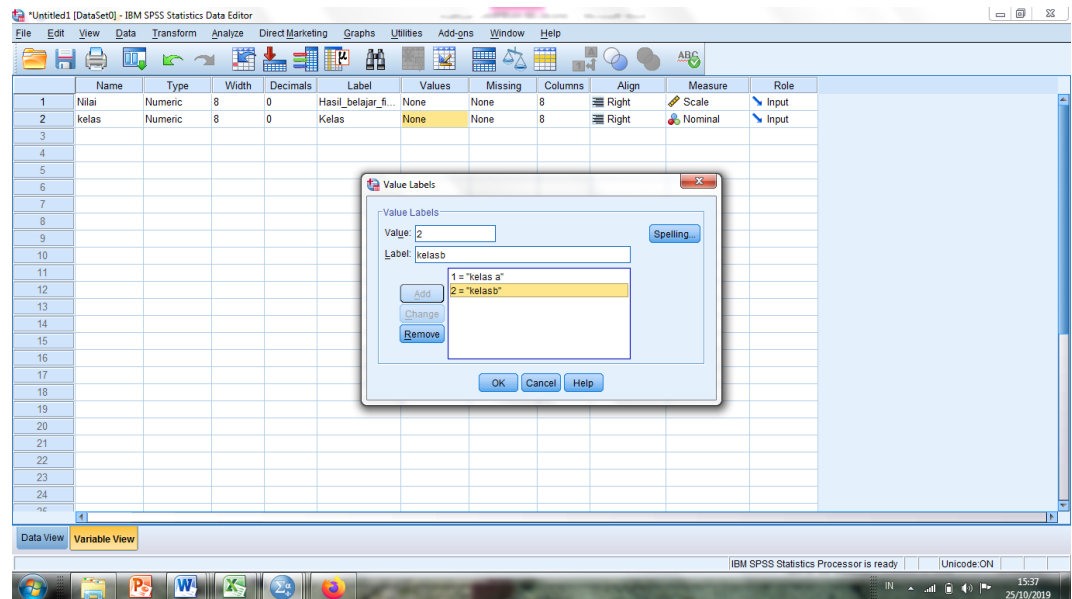 *Untitled1 [DataSet0] - IBM SPSS Statistics Data Editor
File Edit View Data Transform Analyze Direct Marketing Graphs Utilities Add-ons Window Help
Name Type Width Decimals Label Values Missing Columns Align Measure Role
1 Nilai Numeric 8 0 Hasil_belajar_fi... None None 8 Right Scale Input
2 kelas Numeric 8 0 Kelas None None 8 Right Nominal Input
3
4
5
6
7
8
9
10
11
12
13
14
15
16
17
18
19
20
21
22
23
24
Value Labels
Value Labels
Value: 2
Spelling...
Label: kelasb
1 = "kelas a"
Add 2 = "kelasb"
Change
Remove
OK Cancel Help
Data View Variable View
IBM SPSS Statistics Processor is ready Unicode:ON
IN 15:37
25/10/2019